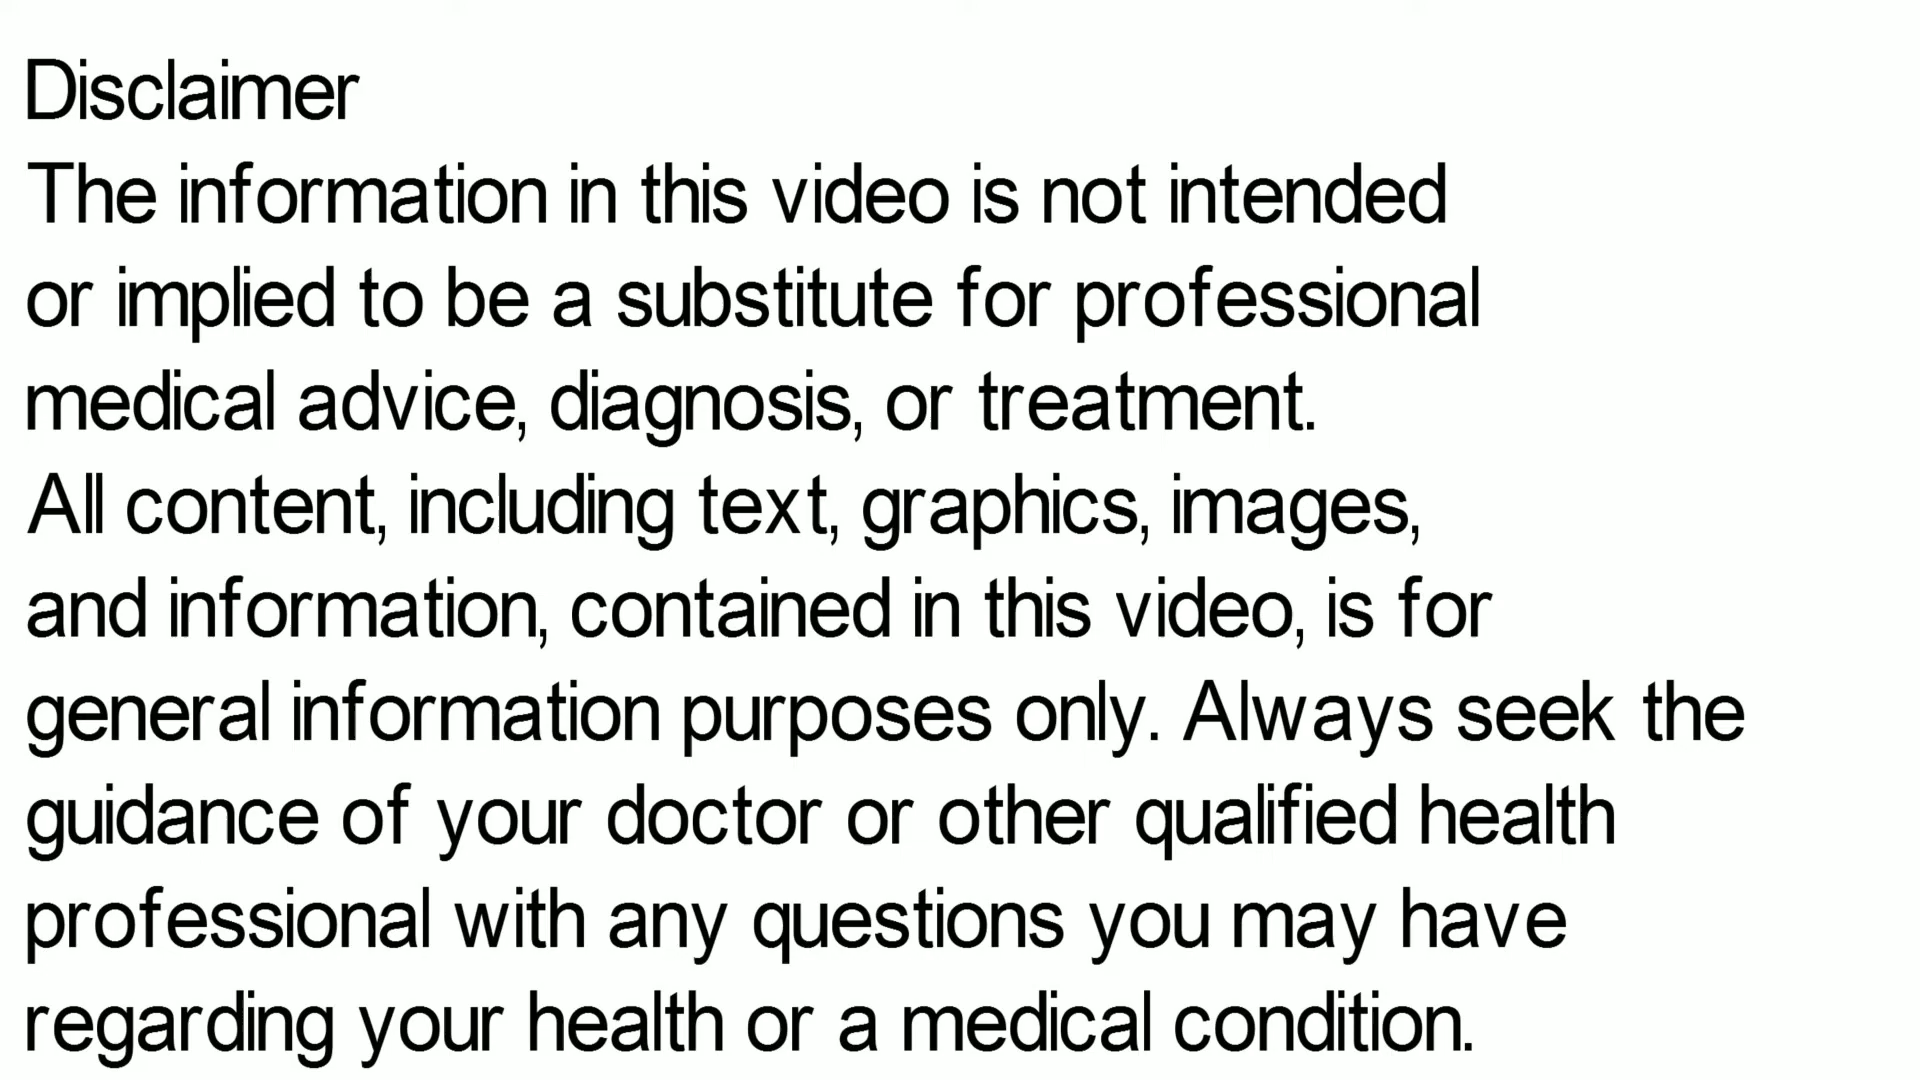 Disclaimer
The information in this video is not intended
or implied to be a substitute for professional
medical advice, diagnosis, or treatment.
All content, including text, graphics, images,
and information, contained in this video, is for
general information purposes only. Always seek the
guidance of your doctor or other qualified health
professional with any questions you may have
regarding your health or a medical condition.